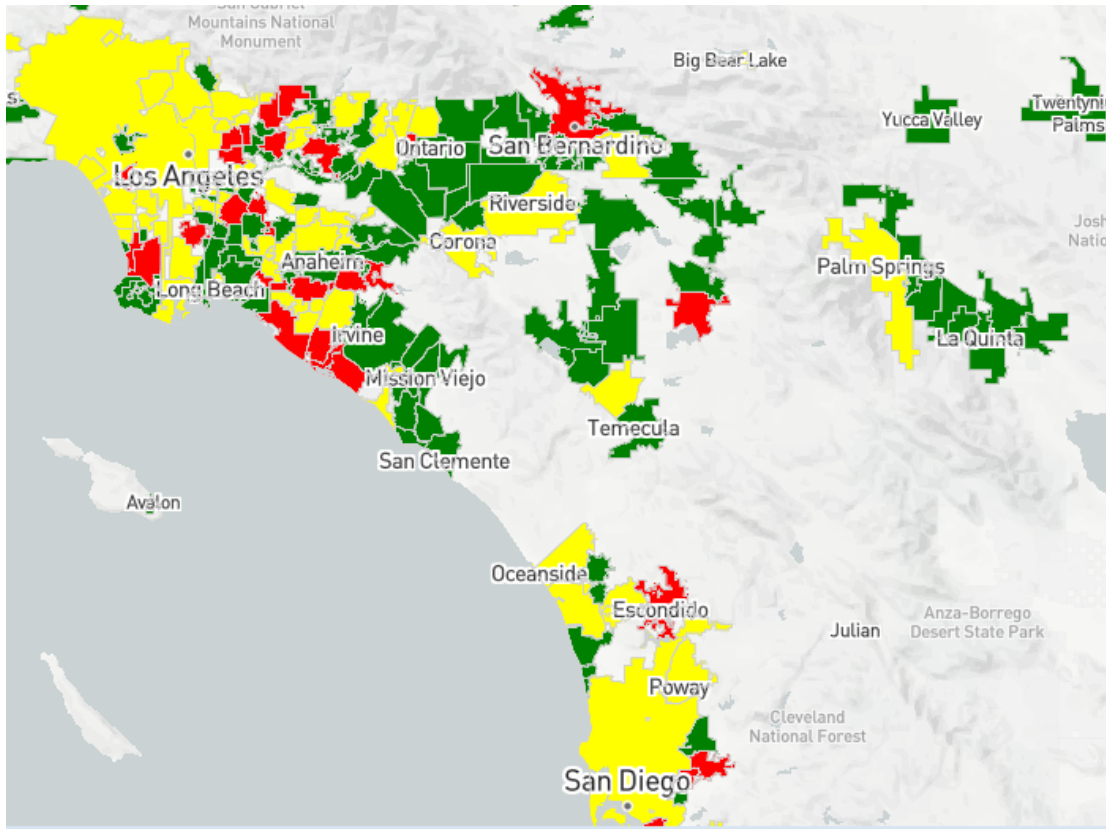 San Gabriel
Mountains National
Monument
Big Bear Lake
Yucca Valley
Palms
Ontario
San Bernardino
Los Angeles
Riverside
Corona
Anaheim
Palm Springs
Long Beach
Irvine
La Quinta
Mission Viejo
Temecula
San Clemente
Avalon
Oceanside
Escondido
Julian
Anza-Borrego
Desert State Park
Poway
Cleveland
National Forest
San Diego